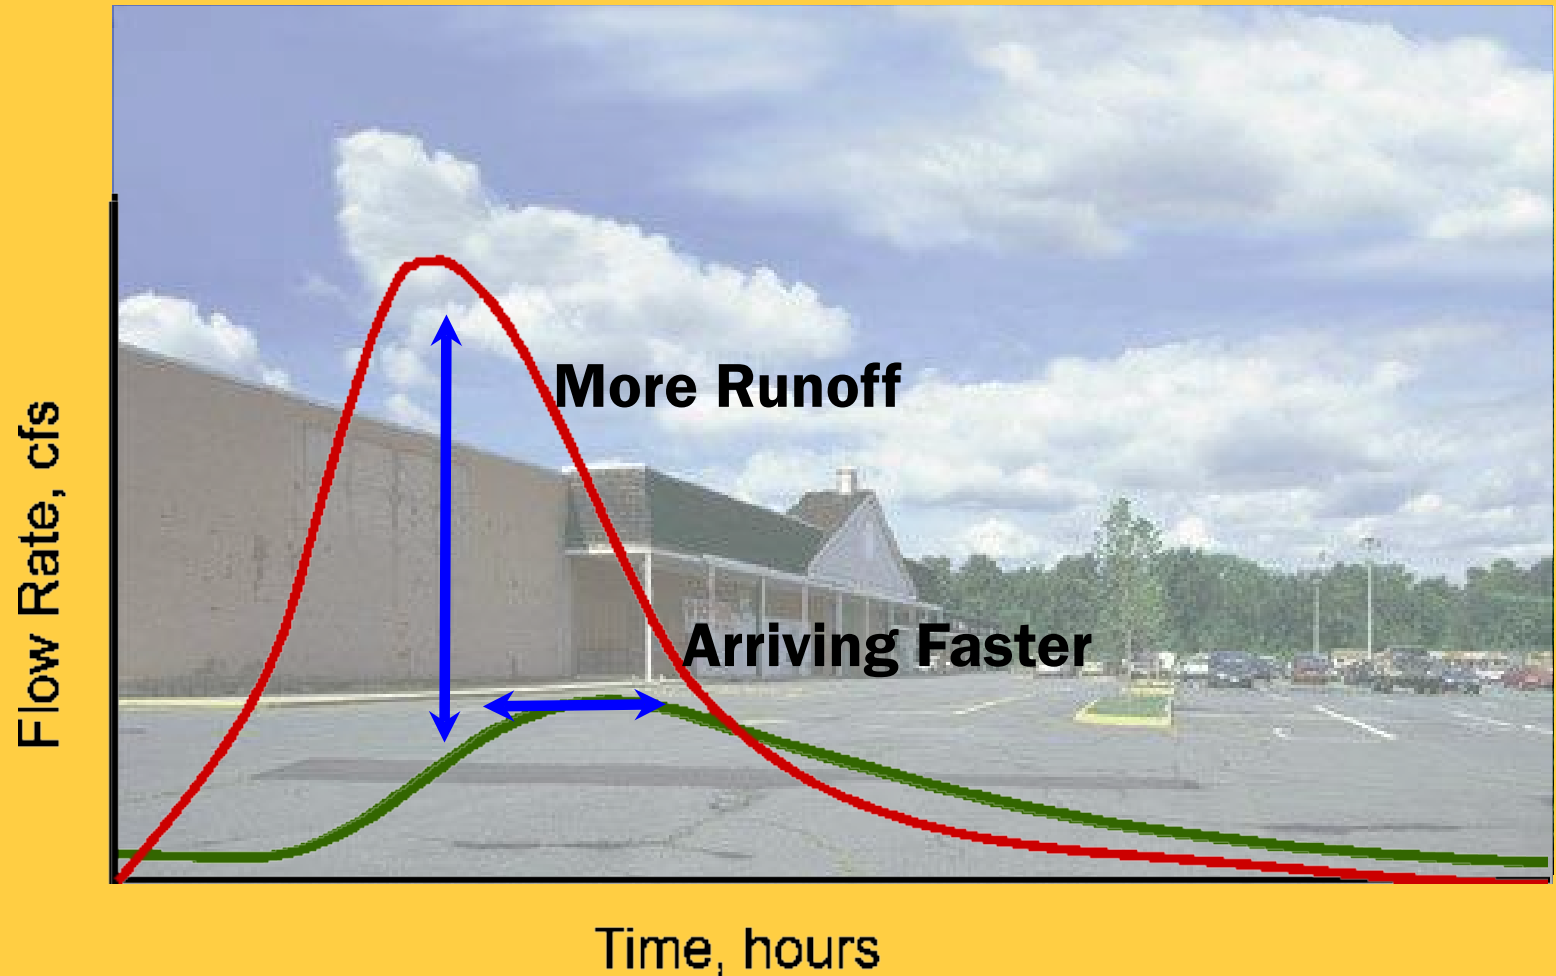 More Runoff
Arriving Faster
Flow Rate, cfs
Time, hours